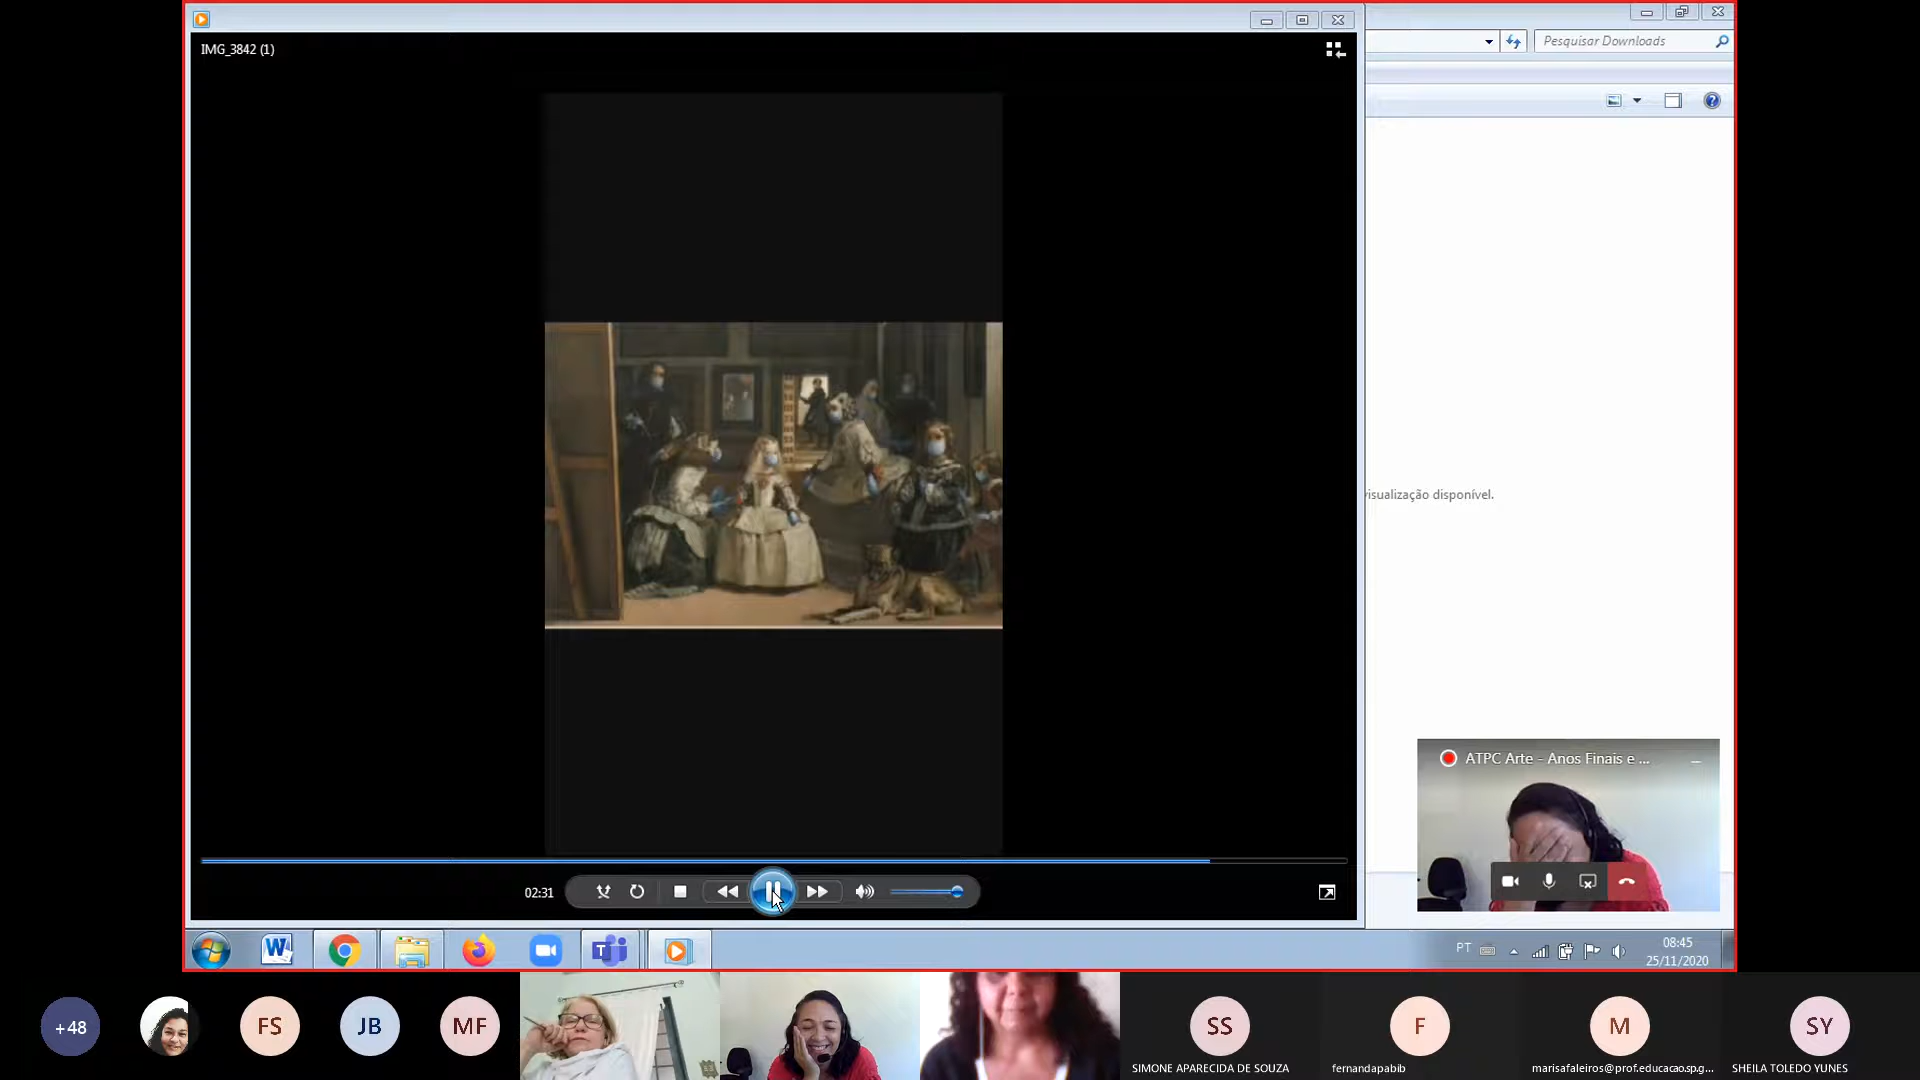 IMG_3842 (1)
Pesquisar Downloads
visualização disponível.
ATPC Arte - Anos Finais e ...
02:31
W
T
PT
08:45
25/11/2020
+48
FS
JB
MF
SS
SIMONE APARECIDA DE SOUZA
F
fernandapabib
M
marisafaleiros@prof.educacao.sp.g...
SY
SHEILA TOLEDO YUNES